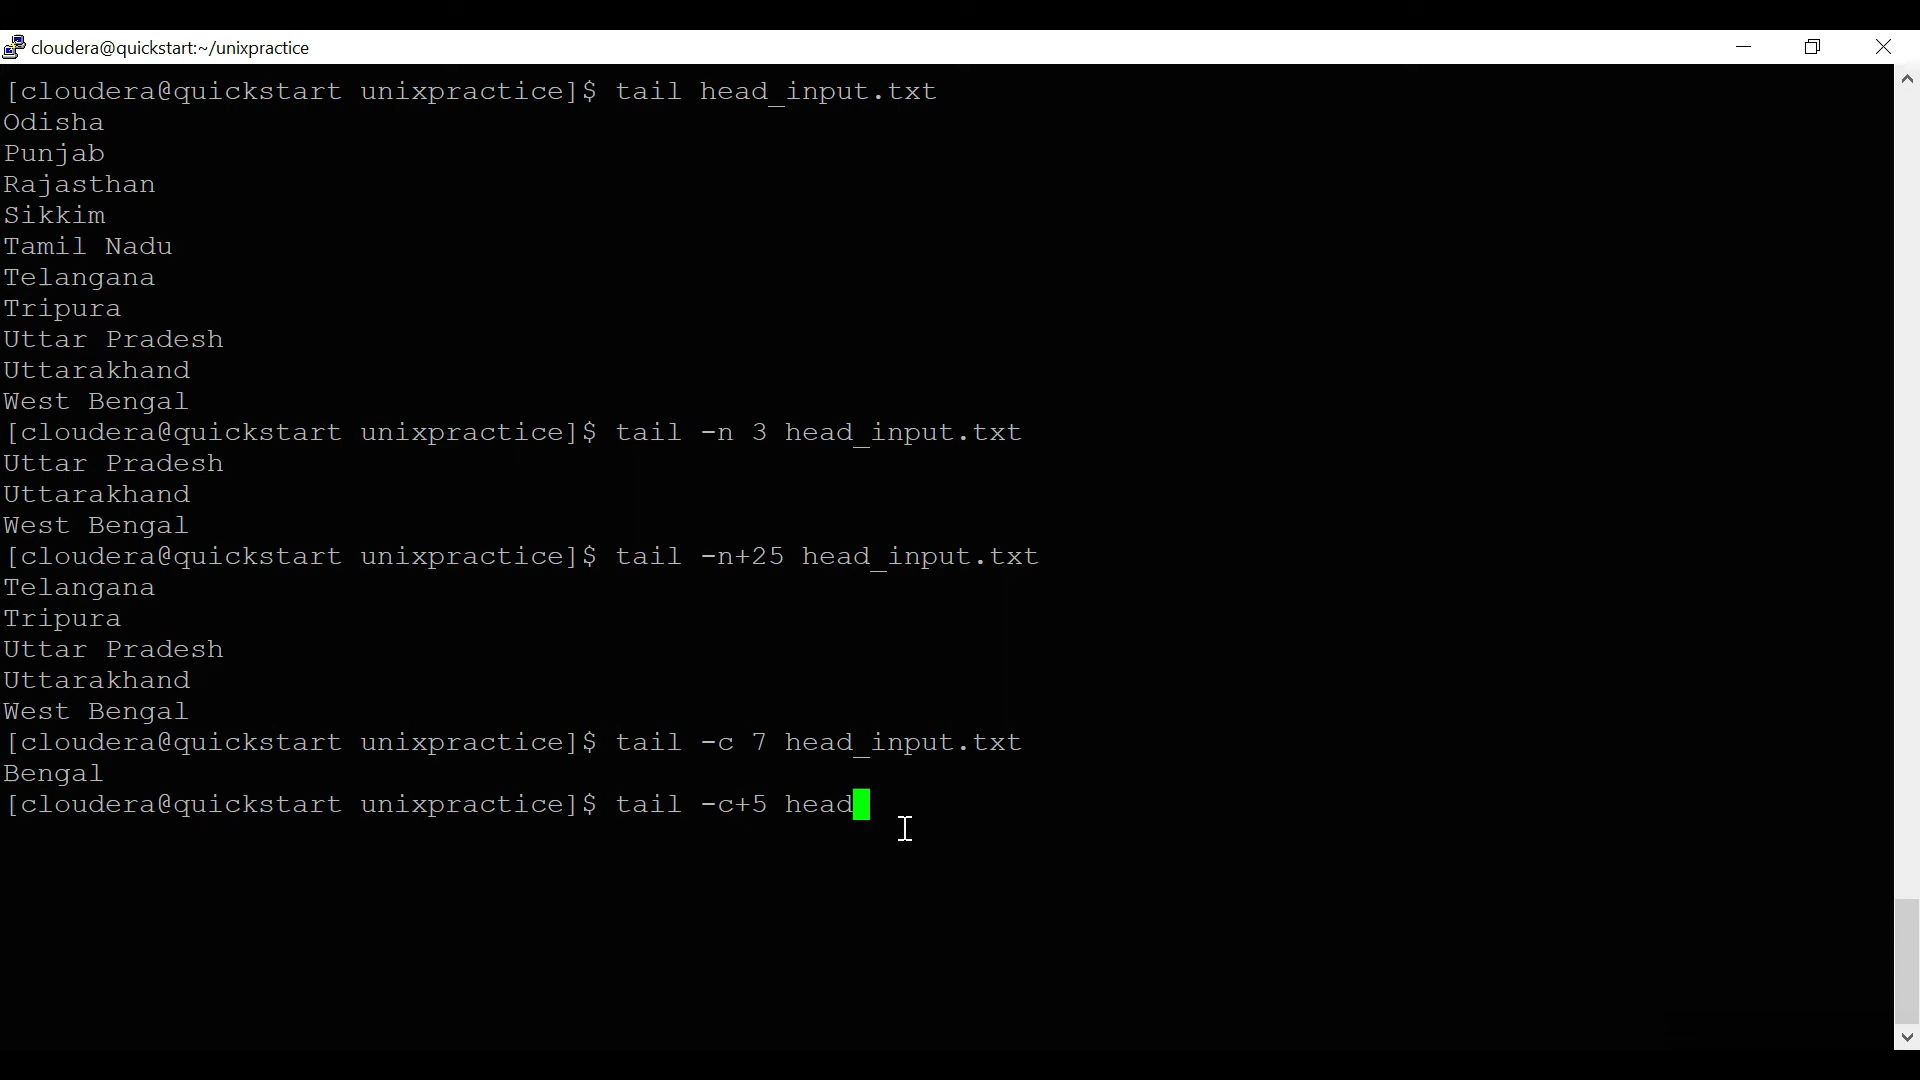 cloudera@quickstart:~/unixpractice
[cloudera@quickstart unixpractice]$ tail head_input.txt
Odisha
Punjab
Rajasthan
Sikkim
Tamil Nadu
Telangana
Tripura
Uttar Pradesh
Uttarakhand
West Bengal
[cloudera@quickstart unixpractice]$ tail -n 3 head_input.txt
Uttar Pradesh
Uttarakhand
West Bengal
[cloudera@quickstart unixpractice]$ tail -n+25 head_input.txt
Telangana
Tripura
Uttar Pradesh
Uttarakhand
West Bengal
[cloudera@quickstart unixpractice]$ tail -c 7 head_input.txt
Bengal
[cloudera@quickstart unixpractice]$ tail -c+5 head